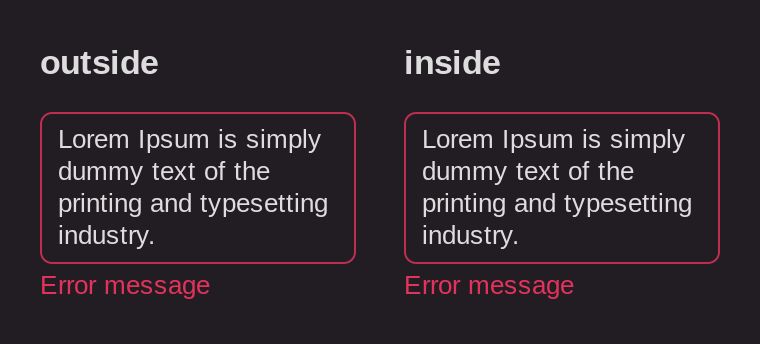 outside
Lorem Ipsum is simply
dummy text of the
printing and typesetting
industry.
Error message
inside
Lorem Ipsum is simply
dummy text of the
printing and typesetting
industry.
Error message